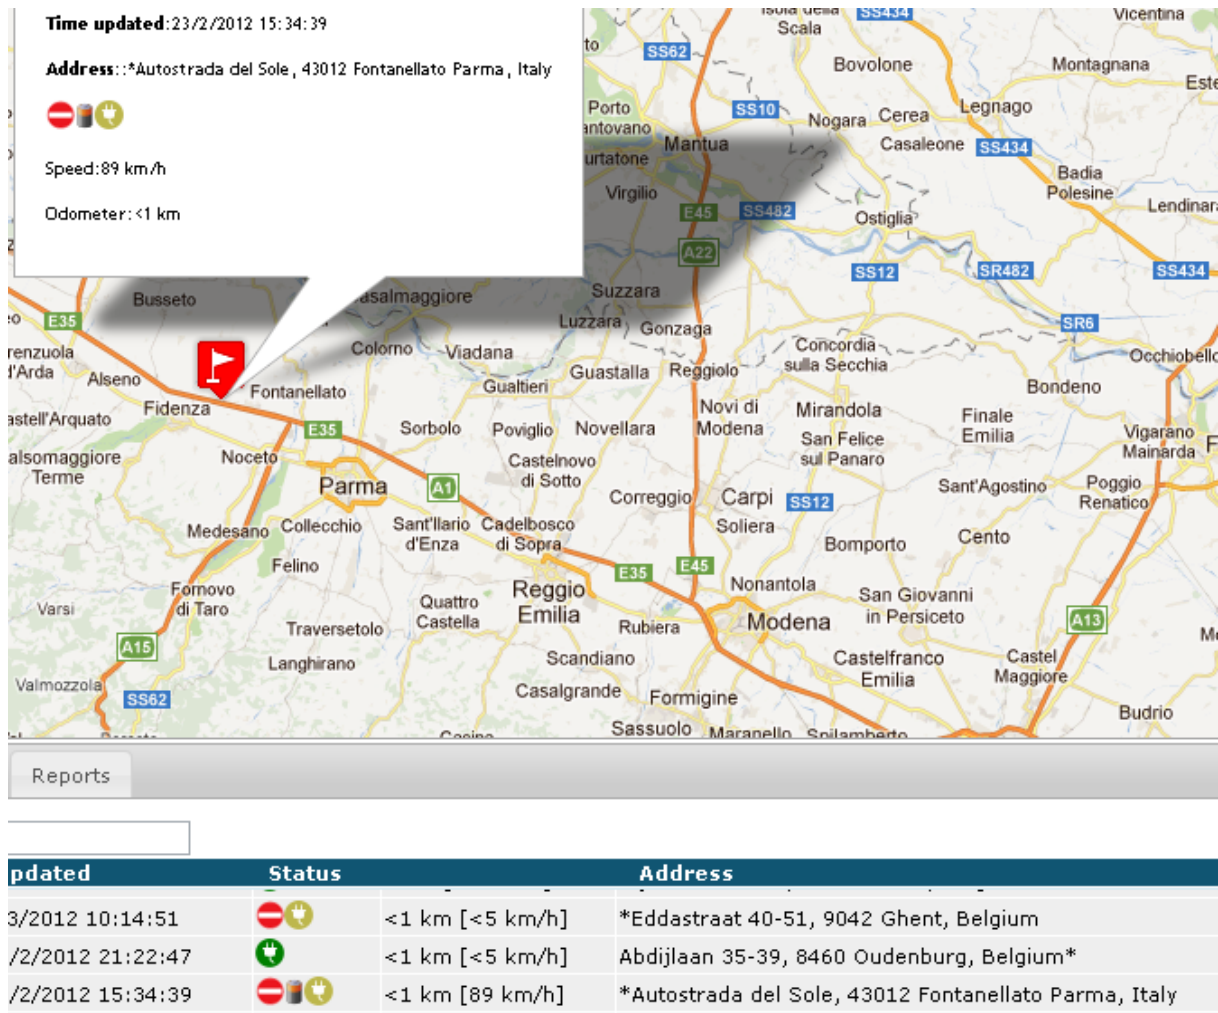 Time updated:23/2/2012 15:34:39
Address::*Autostrada del Sole, 43012 Fontanellato Parma, Italy
Speed:89 km/h
Odometer:<1 km
Scala
SS434
Vicentina
to
SS62
Bovolone
Montagnana
Este
Porto
SS10
Nogara
Cerea
Legnago
Mantua
Casaleone
SS434
Badia
Polesine
Virgilio
Lendinar
E45
SS482
Ostiglia
A22
SS12
SR482
SS434
Busseto
Suzzara
E35
Luzzara
Gonzaga
SR6
Colorno
Viadana
Concordia
sulla Secchia
Occhiobello
Alseno
Fontanellato
Gualtieri
Guastalla
Reggiolo
Bondeno
Fidenza
Novi di
Modena
Mirandola
Finale
Emilia
E35
Sorbolo
Poviglio
Novellara
San Felice
sul Panaro
Vigarano
Mainarda
Terme
Noceto
Castelnovo
di Sotto
Parma
A1
Correggio
Carpi
SS12
Sant'Agostino
Poggio
Renatico
Medesano
Collecchio
Sant'Ilario
d'Enza
Cadelbosco
di Sopra
Soliera
Bomporto
Cento
Felino
E35
E45
Fornovo
di Taro
Reggio
Emilia
Nonantola
San Giovanni
in Persiceto
Varsi
Quattro
Castella
Rubiera
Modena
A13
Traversetolo
A15
Langhirano
Scandiano
Castelfranco
Emilia
Castel
Maggiore
Valmozzola
SS62
Casalgrande
Formigine
Budrio
Sassuolo
Maranello
Spilamberto
Reports
pdated Status Address
3/2012 10:14:51 <1 km [<5 km/h] *Eddastraat 40-51, 9042 Ghent, Belgium
/2/2012 21:22:47 <1 km [<5 km/h] Abdijlaan 35-39, 8460 Oudenburg, Belgium*
/2/2012 15:34:39 <1 km [89 km/h] *Autostrada del Sole, 43012 Fontanellato Parma, Italy